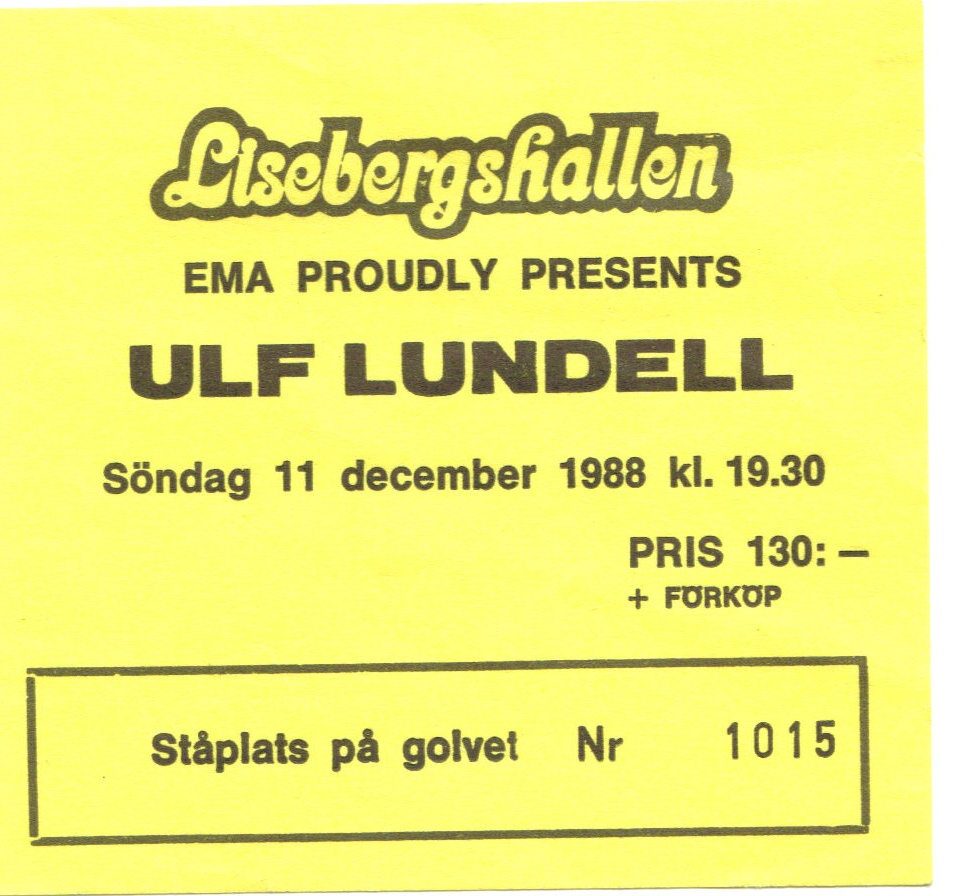 Lisebergshallen
EMA PROUDLY PRESENTS
ULF LUNDELL
Söndag 11 december 1988 kl. 19.30
PRIS 130:—
+ FÖRKÖP
Ståplats på golvet Nr 1015